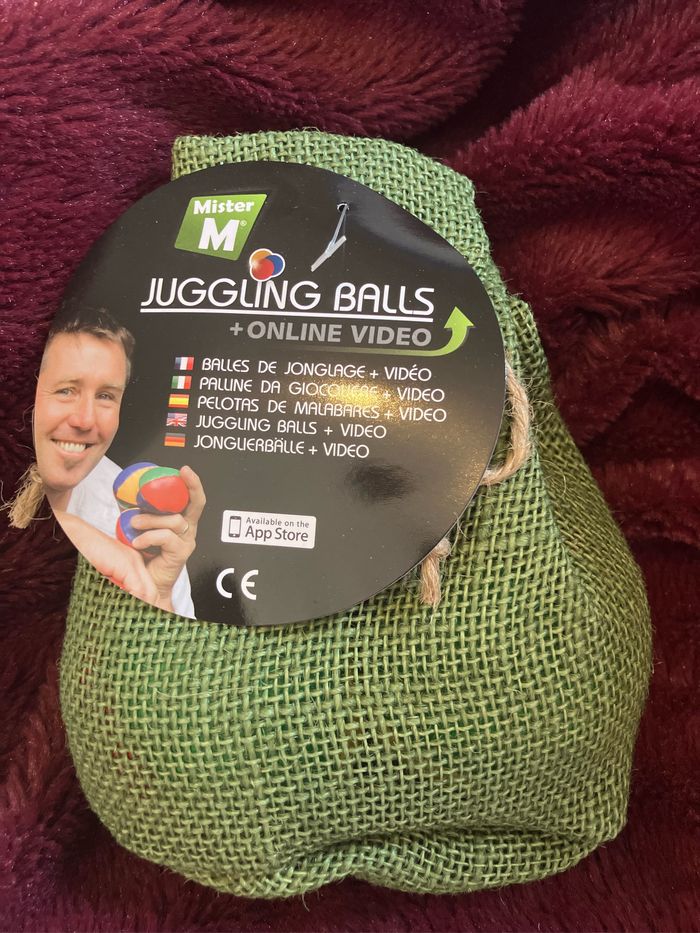 Mister
M®
JUGGLING BALLS
+ ONLINE VIDEO
BALLES DE JONGLAGE + VIDÉO
PALLINE DA GIOCOLIERE + VIDEO
PELOTAS DE MALABARES + VIDEO
JUGGLING BALLS + VIDEO
JONGLIERBÄLLE + VIDEO
Available on the
App Store
CE